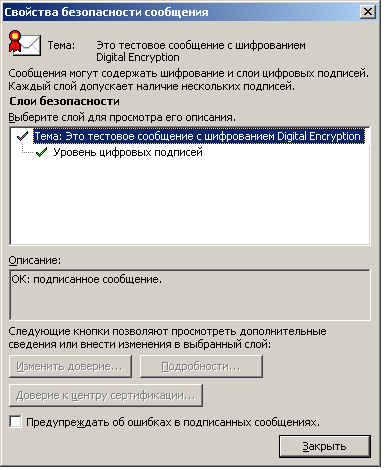 Свойства безопасности сообщения
Тема: Это тестовое сообщение с шифрованием
Digital Encryption
Сообщения могут содержать шифрование и слои цифровых подписей.
Каждый слой допускает наличие нескольких подписей.
Слои безопасности
Выберите слой для просмотра его описания.
Тема: Это тестовое сообщение с шифрованием Digital Encryption
Уровень цифровых подписей
Описание:
ОК: подписанное сообщение.
Следующие кнопки позволяют просмотреть дополнительные
сведения или внести изменения в выбранный слой:
Изменить доверие... Подробности...
Доверие к центру сертификации...
Предупреждать об ошибках в подписанных сообщениях.
Закрыть